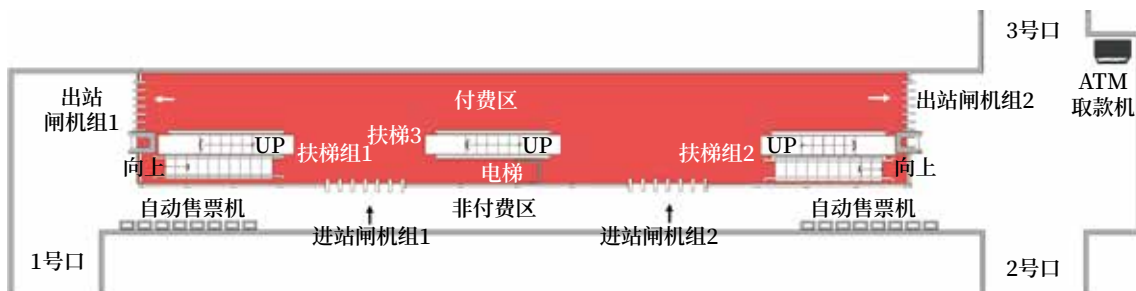 3号口
ATM
取款机
出站
闸机组1
付费区
出站闸机组2
扶梯3
UP
UP
UP
扶梯组1
扶梯组2
向上
电梯
向上
自动售票机
非付费区
自动售票机
进站闸机组1
进站闸机组2
1号口
2号口